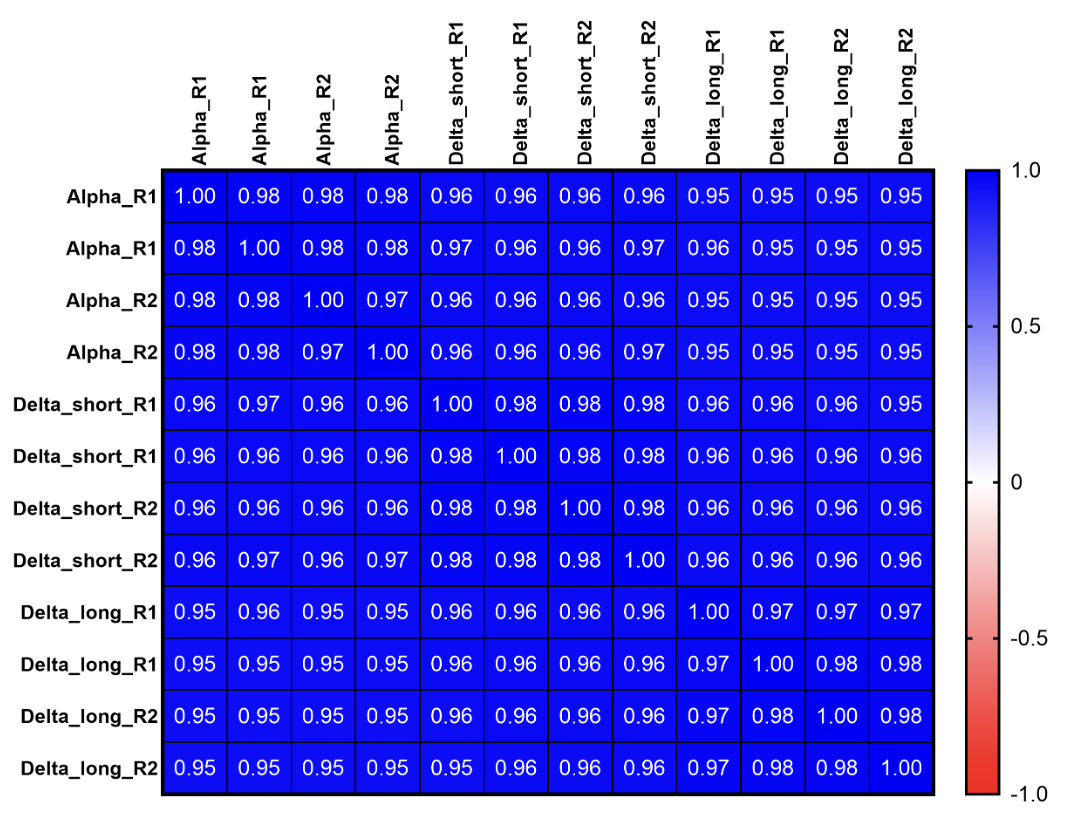 Alpha_R1 Alpha_R1 Alpha_R2 Alpha_R2 Delta_short_R1 Delta_short_R1 Delta_short_R2 Delta_short_R2 Delta_long_R1 Delta_long_R1 Delta_long_R2 Delta_long_R2
Alpha_R1 1.00 0.98 0.98 0.98 0.96 0.96 0.96 0.96 0.95 0.95 0.95 0.95
Alpha_R1 0.98 1.00 0.98 0.98 0.97 0.96 0.96 0.97 0.96 0.95 0.95 0.95
Alpha_R2 0.98 0.98 1.00 0.97 0.96 0.96 0.96 0.96 0.95 0.95 0.95 0.95
Alpha_R2 0.98 0.98 0.97 1.00 0.96 0.96 0.96 0.97 0.95 0.95 0.95 0.95
Delta_short_R1 0.96 0.97 0.96 0.96 1.00 0.98 0.98 0.98 0.96 0.96 0.96 0.95
Delta_short_R1 0.96 0.96 0.96 0.96 0.98 1.00 0.98 0.98 0.96 0.96 0.96 0.96
Delta_short_R2 0.96 0.96 0.96 0.96 0.98 0.98 1.00 0.98 0.96 0.96 0.96 0.96
Delta_short_R2 0.96 0.97 0.96 0.97 0.98 0.98 0.98 1.00 0.96 0.96 0.96 0.96
Delta_long_R1 0.95 0.96 0.95 0.95 0.96 0.96 0.96 0.96 1.00 0.97 0.97 0.97
Delta_long_R1 0.95 0.95 0.95 0.95 0.96 0.96 0.96 0.96 0.97 1.00 0.98 0.98
Delta_long_R2 0.95 0.95 0.95 0.95 0.96 0.96 0.96 0.96 0.97 0.98 1.00 0.98
Delta_long_R2 0.95 0.95 0.95 0.95 0.95 0.96 0.96 0.96 0.97 0.98 0.98 1.00
1.0
0.5
0
-0.5
-1.0